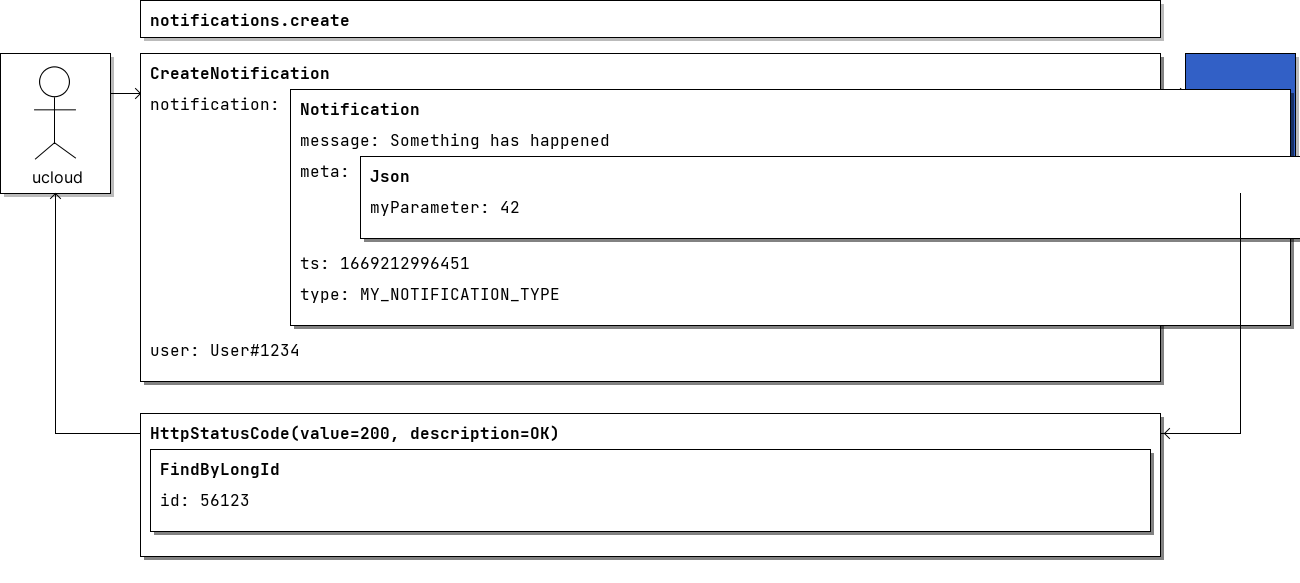 notifications.create
CreateNotification
notification:
Notification
message: Something has happened
meta:
Json
myParameter: 42
ts: 1669212996451
type: MY_NOTIFICATION_TYPE
user: User#1234
ucloud
HttpStatusCode(value=200, description=OK)
FindByLongId
id: 56123